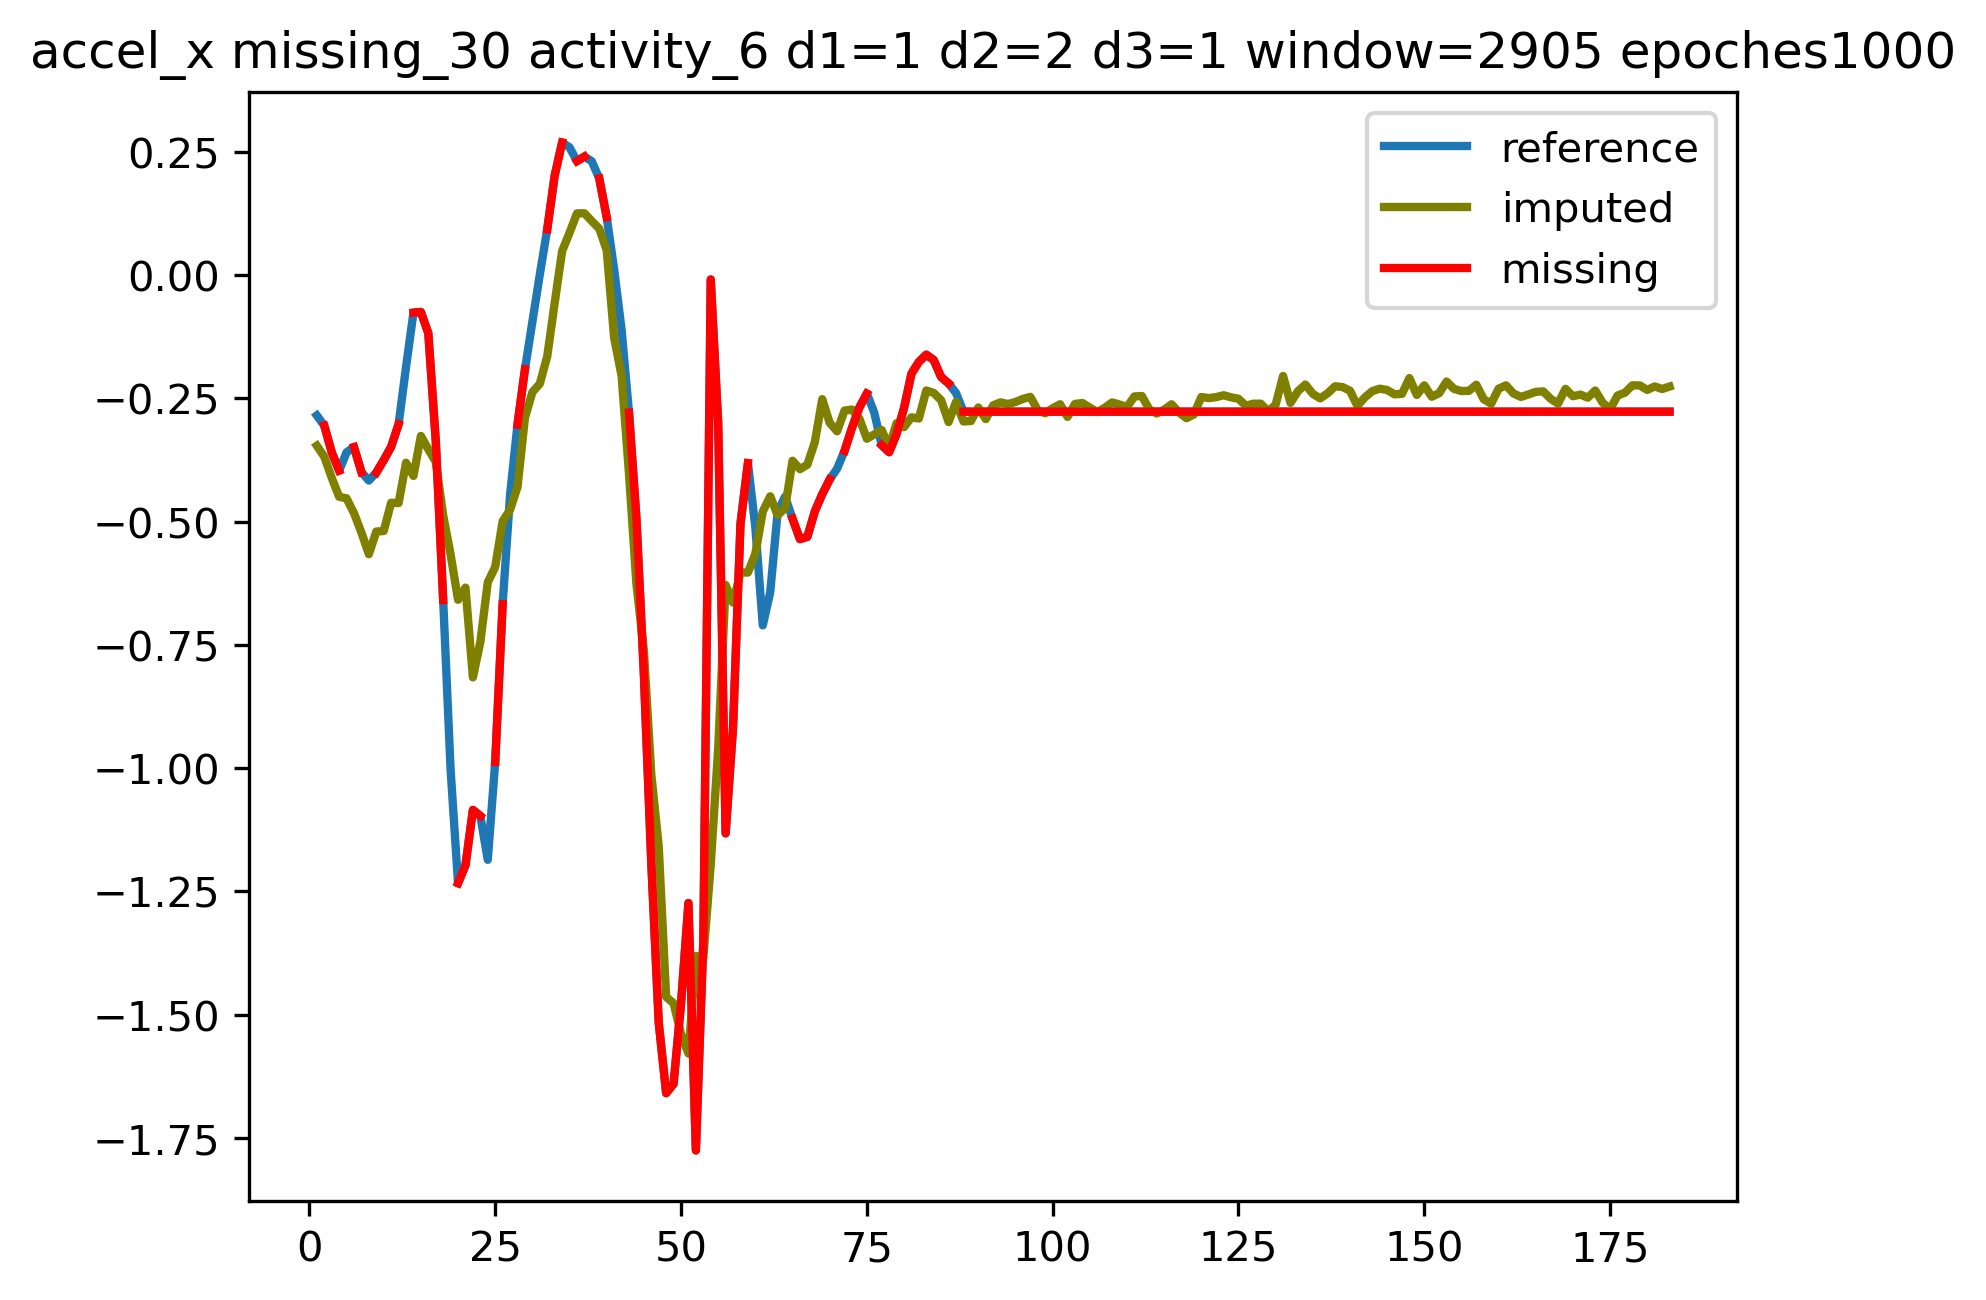 accel_x missing_30 activity_6 d1=1 d2=2 d3=1 window=2905 epoches1000
reference
imputed
missing
0.25
0.00
−0.25
−0.50
−0.75
−1.00
−1.25
−1.50
−1.75
0 25 50 75 100 125 150 175